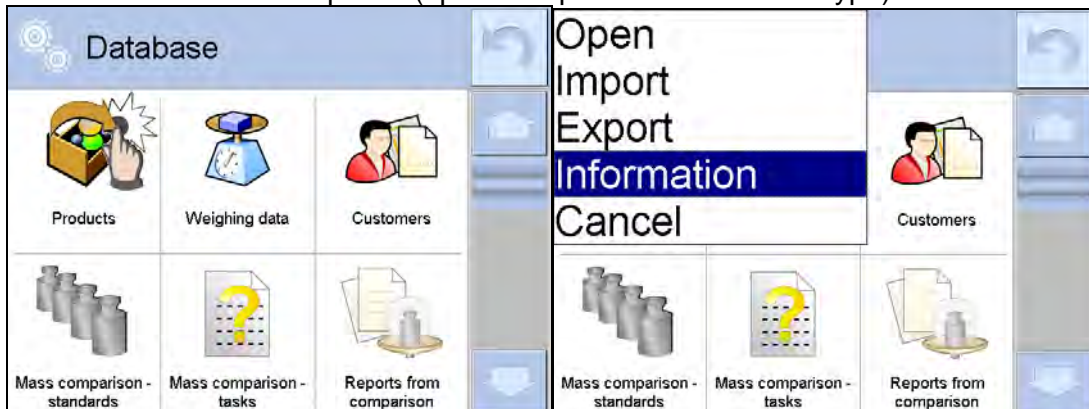 Database
Products
Weighing data
Customers
Mass comparison -
standards
Mass comparison -
tasks
Reports from
comparison
Open
Import
Export
Information
Cancel
Customers
Mass comparison -
standards
Mass comparison -
tasks
Reports from
comparison